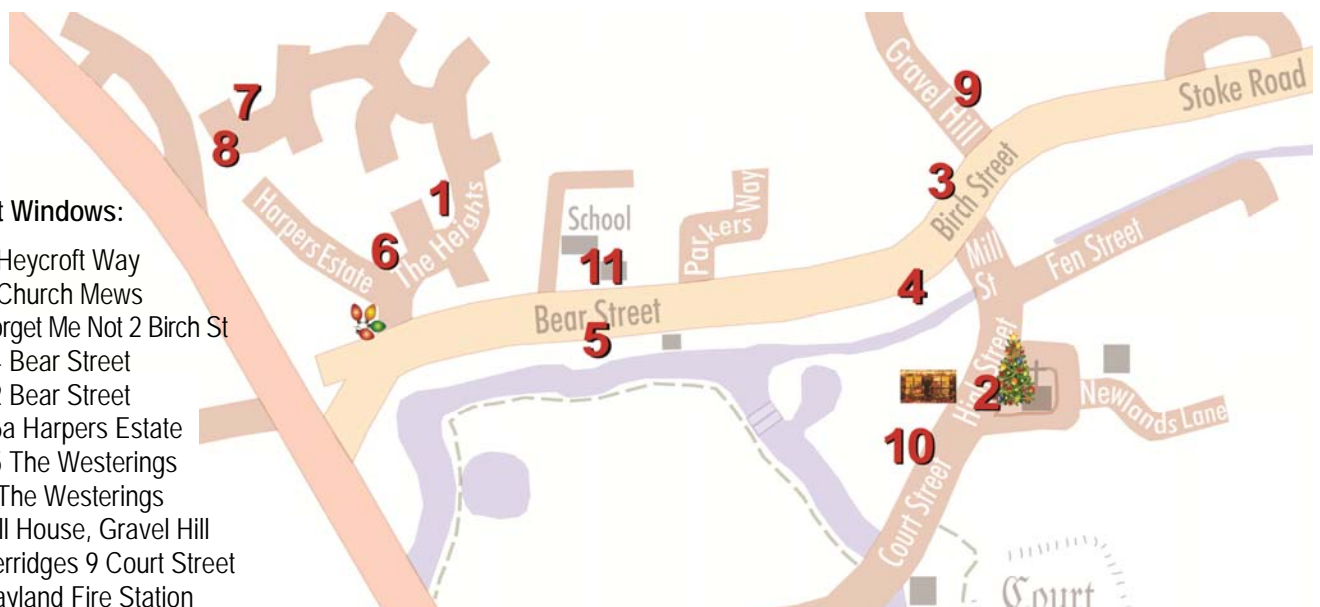 t Windows:
Heycroft Way
Church Mews
rget Me Not 2 Birch St
Bear Street
2 Bear Street
6a Harpers Estate
The Westerings
The Westerings
ll House, Gravel Hill
erridges 9 Court Street
ayland Fire Station
7
8
1
6
Harpers Estate
The Heights
School
11
Parkers Way
Bear Street
5
Gravel Hill
9
3
Birch Street
Stoke Road
4
Mill St
Fen Street
High Street
2
Newlands Lane
10
Court Street
Court